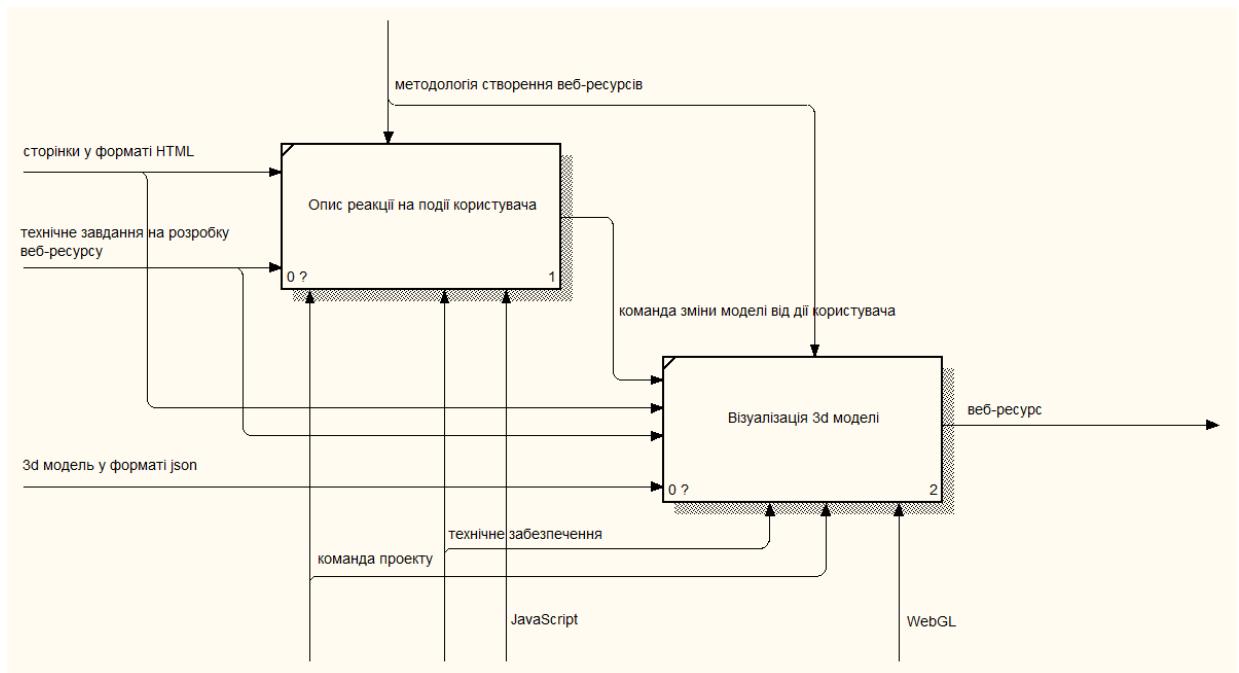 методологія створення веб-ресурсів
сторінки у форматі HTML
Опис реакції на події користувача
технічне завдання на розробку
веб-ресурсу
0 ?
1
команда зміни моделі від дії користувача
Візуалізація 3d моделі
веб-ресурс
3d модель у форматі json
0 ?
2
технічне забезпечення
команда проекту
JavaScript
WebGL